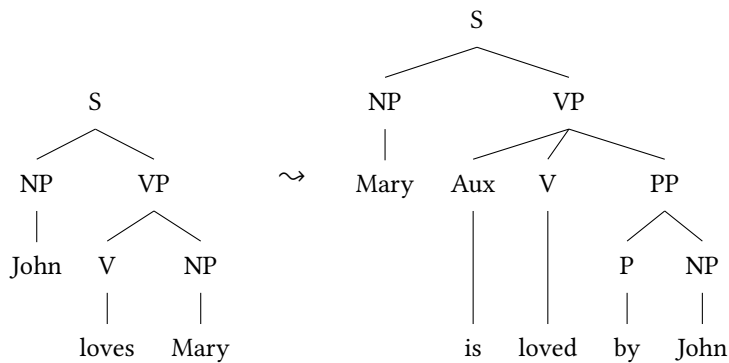 S
NP VP
S
NP VP ⇝ Mary Aux V PP
John V NP P NP
loves Mary is loved by John